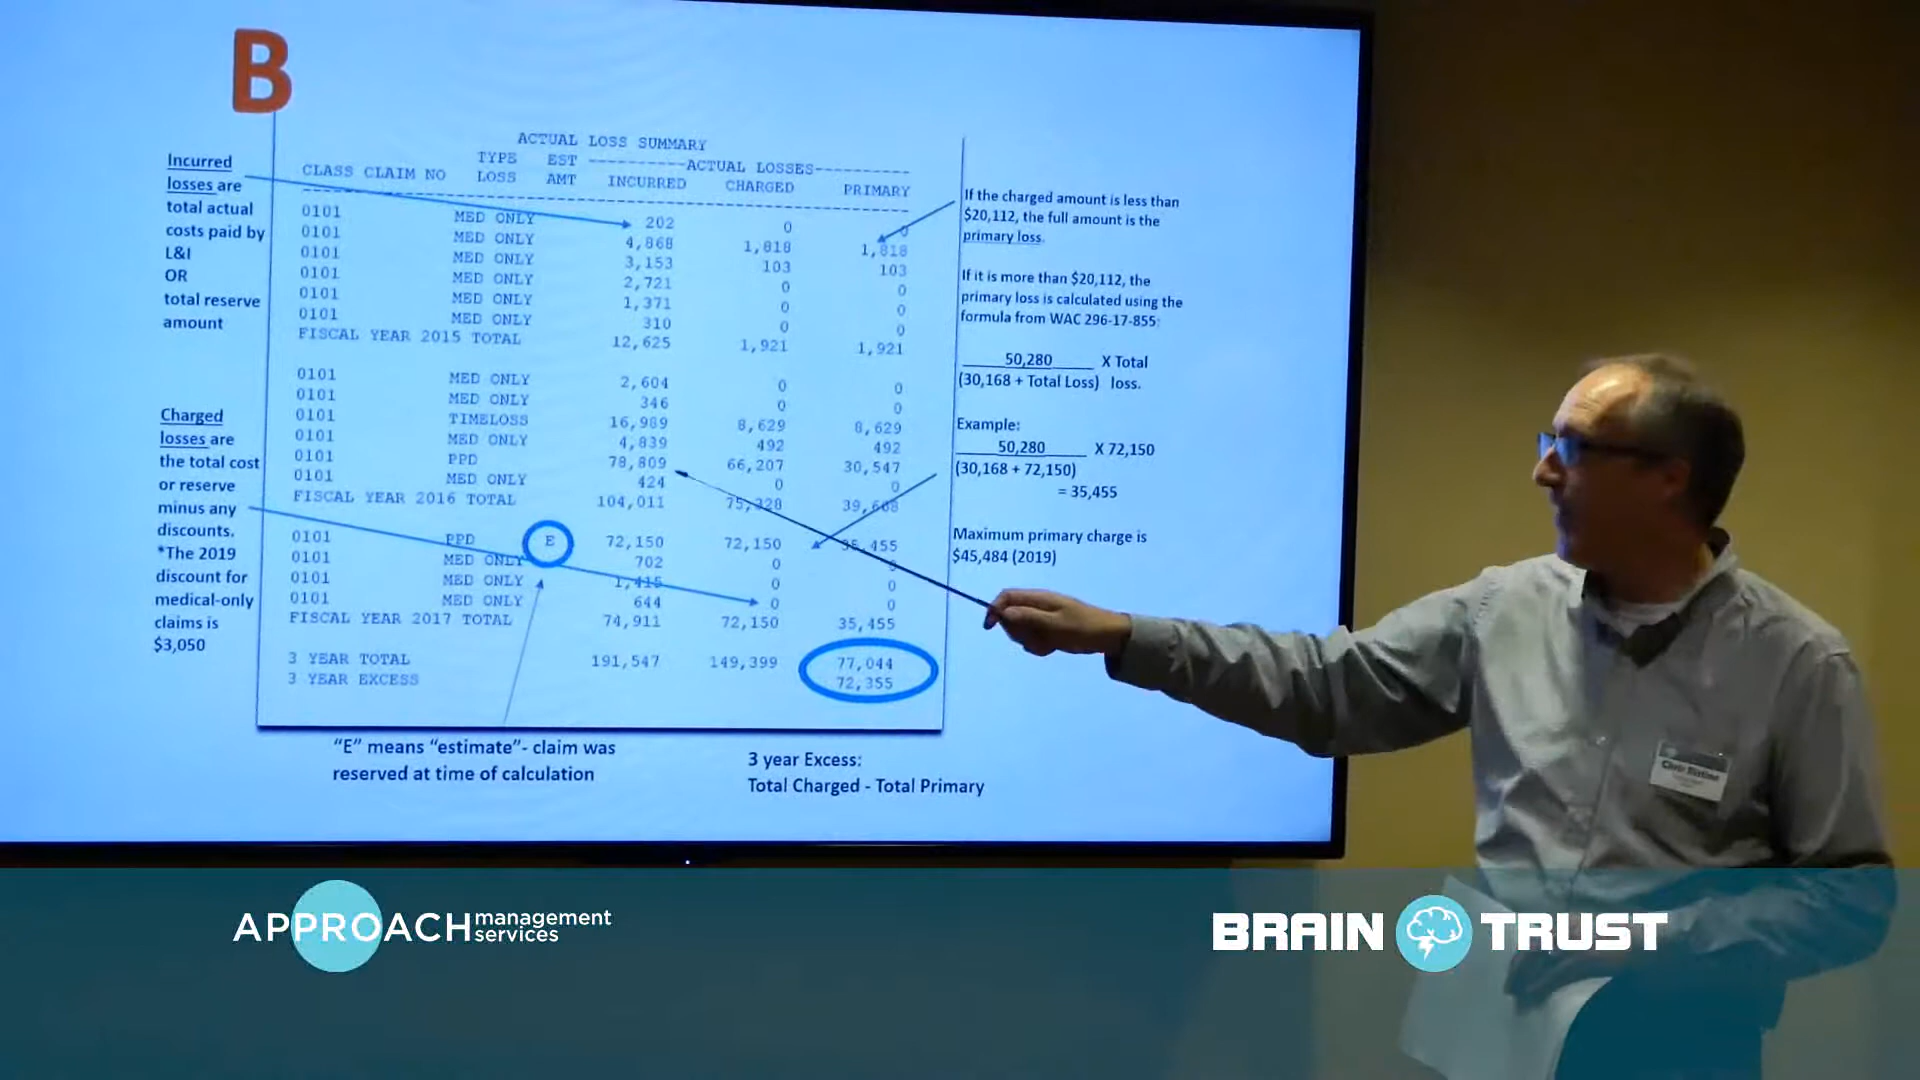 B
ACTUAL LOSS SUMMARY
TYPE EST ----------ACTUAL LOSSES----------
CLASS CLAIM NO LOSS AMT INCURRED CHARGED PRIMARY
0101 MED ONLY 202 0 0
0101 MED ONLY 4,868 1,818 1,818
0101 MED ONLY 3,153 103 103
0101 MED ONLY 2,721 0 0
0101 MED ONLY 1,371 0 0
0101 MED ONLY 310 0 0
FISCAL YEAR 2015 TOTAL 12,625 1,921 1,921
0101 MED ONLY 2,604 0 0
0101 MED ONLY 346 0 0
0101 TIMELOSS 16,989 8,629 8,629
0101 MED ONLY 4,839 492 492
0101 PPD 78,809 66,207 30,547
0101 MED ONLY 424 0 0
FISCAL YEAR 2016 TOTAL 104,011 75,328 39,668
0101 PPD E 72,150 72,150 35,455
0101 MED ONLY 702 0 0
0101 MED ONLY 1,415 0 0
0101 MED ONLY 644 0 0
FISCAL YEAR 2017 TOTAL 74,911 72,150 35,455
3 YEAR TOTAL 191,547 149,399 77,044
3 YEAR EXCESS 72,355
Incurred
losses are
total actual
costs paid by
L&I
OR
total reserve
amount
Charged
losses are
the total cost
or reserve
minus any
discounts.
*The 2019
discount for
medical-only
claims is
$3,050
If the charged amount is less than
$20,112, the full amount is the
primary loss.
If it is more than $20,112, the
primary loss is calculated using the
formula from WAC 296-17-855:
50,280 X Total
(30,168 + Total Loss) loss.
Example:
50,280 X 72,150
(30,168 + 72,150)
= 35,455
Maximum primary charge is
$45,484 (2019)
"E" means "estimate"- claim was
reserved at time of calculation
3 year Excess:
Total Charged - Total Primary
APPROACH management
services
BRAIN TRUST